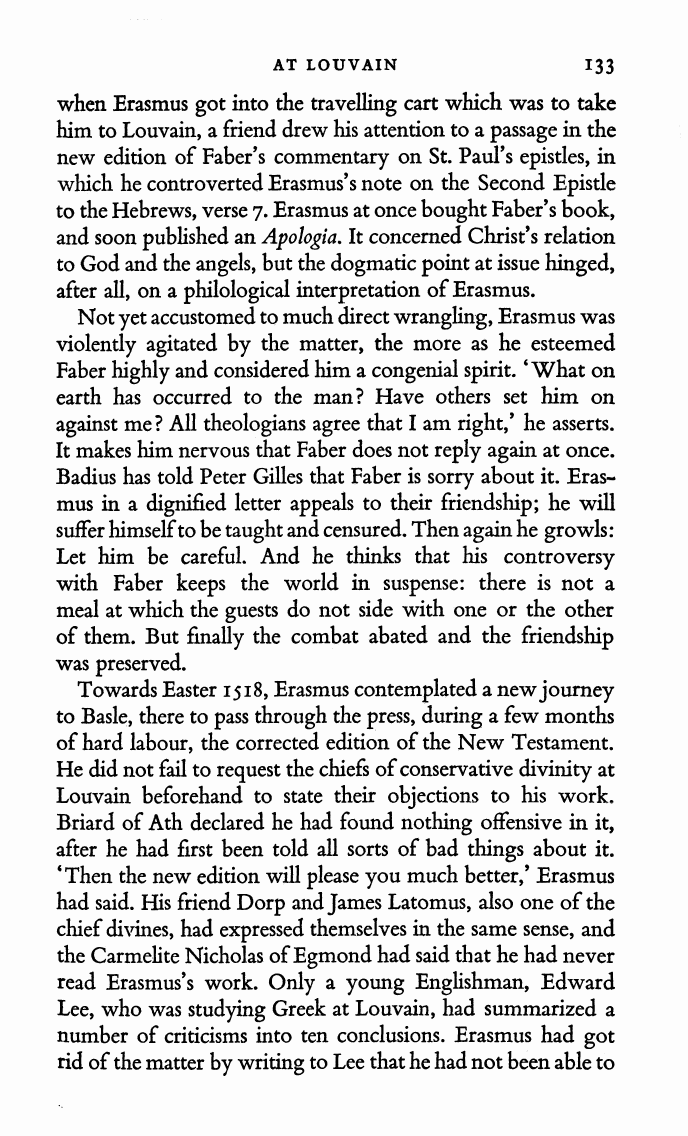 AT LOUVAIN 133
when Erasmus got into the travelling cart which was to take
him to Louvain, a friend drew his attention to a passage in the
new edition of Faber's commentary on St. Paul's epistles, in
which he controverted Erasmus's note on the Second Epistle
to the Hebrews, verse 7. Erasmus at once bought Faber's book,
and soon published an Apologia. It concerned Christ's relation
to God and the angels, but the dogmatic point at issue hinged,
after all, on a philological interpretation of Erasmus.
Not yet accustomed to much direct wrangling, Erasmus was
violently agitated by the matter, the more as he esteemed
Faber highly and considered him a congenial spirit. ‘What on
earth has occurred to the man? Have others set him on
against me? All theologians agree that I am right,’ he asserts.
It makes him nervous that Faber does not reply again at once.
Badius has told Peter Gilles that Faber is sorry about it. Eras-
mus in a dignified letter appeals to their friendship; he will
suffer himself to be taught and censured. Then again he growls:
Let him be careful. And he thinks that his controversy
with Faber keeps the world in suspense: there is not a
meal at which the guests do not side with one or the other
of them. But finally the combat abated and the friendship
was preserved.
Towards Easter 1518, Erasmus contemplated a new journey
to Basle, there to pass through the press, during a few months
of hard labour, the corrected edition of the New Testament.
He did not fail to request the chiefs of conservative divinity at
Louvain beforehand to state their objections to his work.
Briard of Ath declared he had found nothing offensive in it,
after he had first been told all sorts of bad things about it.
‘Then the new edition will please you much better,’ Erasmus
had said. His friend Dorp and James Latomus, also one of the
chief divines, had expressed themselves in the same sense, and
the Carmelite Nicholas of Egmond had said that he had never
read Erasmus's work. Only a young Englishman, Edward
Lee, who was studying Greek at Louvain, had summarized a
number of criticisms into ten conclusions. Erasmus had got
rid of the matter by writing to Lee that he had not been able to